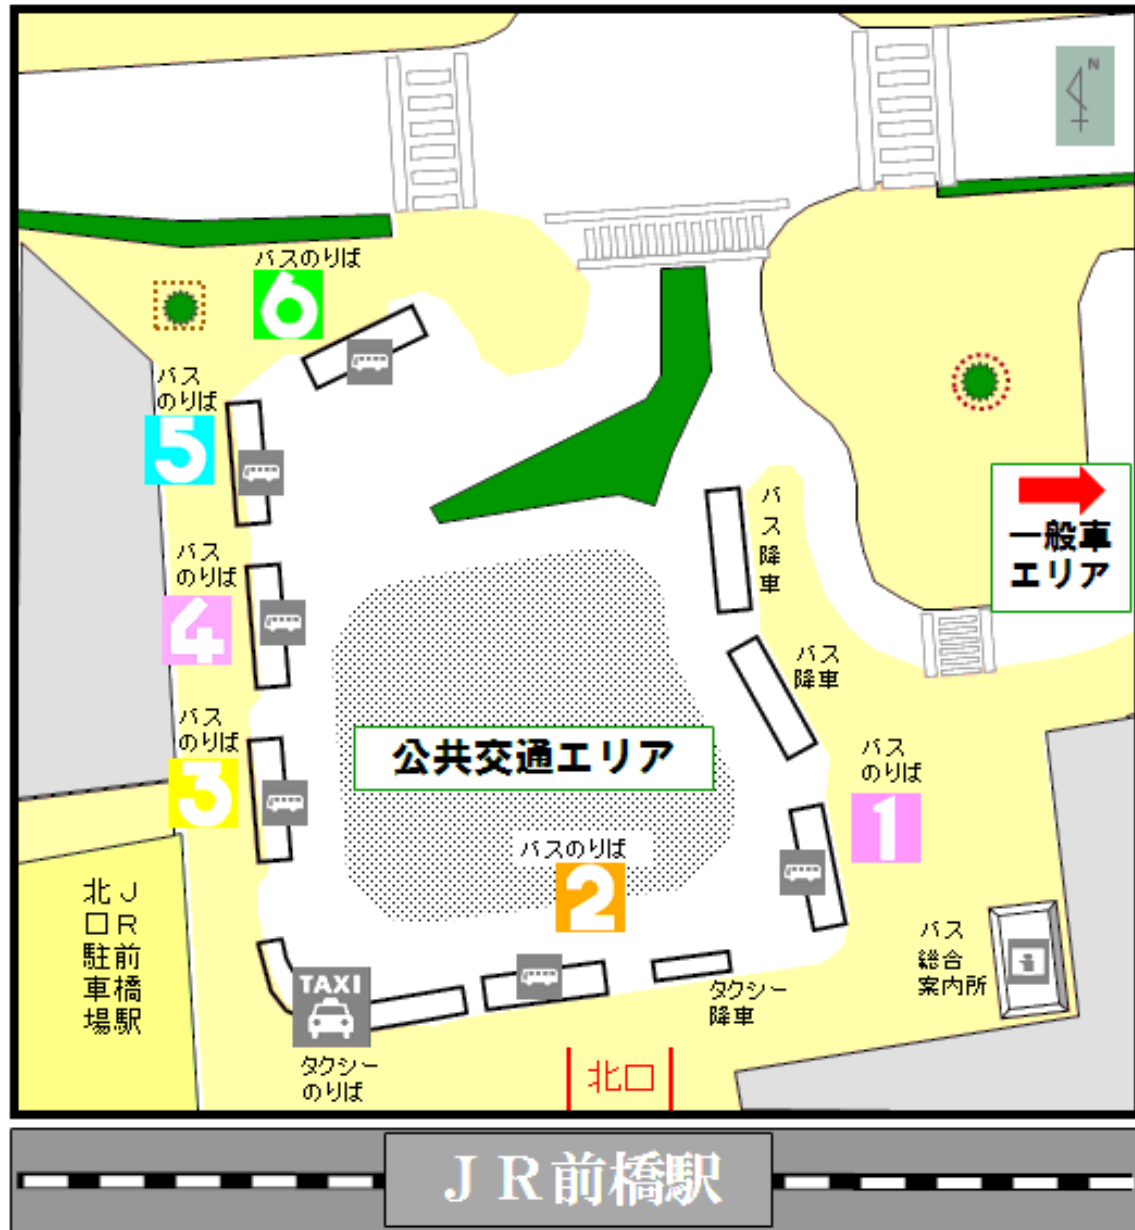 N
バスのりば
6
バス
のりば
5
バス
のりば
4
バス
のりば
3
バス降車
バス
降車
一般車
エリア
公共交通エリア
バス
のりば
1
バスのりば
2
JR前橋駅
北口駐車場
TAXI
タクシー
のりば
タクシー
降車
バス
総合
案内所
北口
JR前橋駅